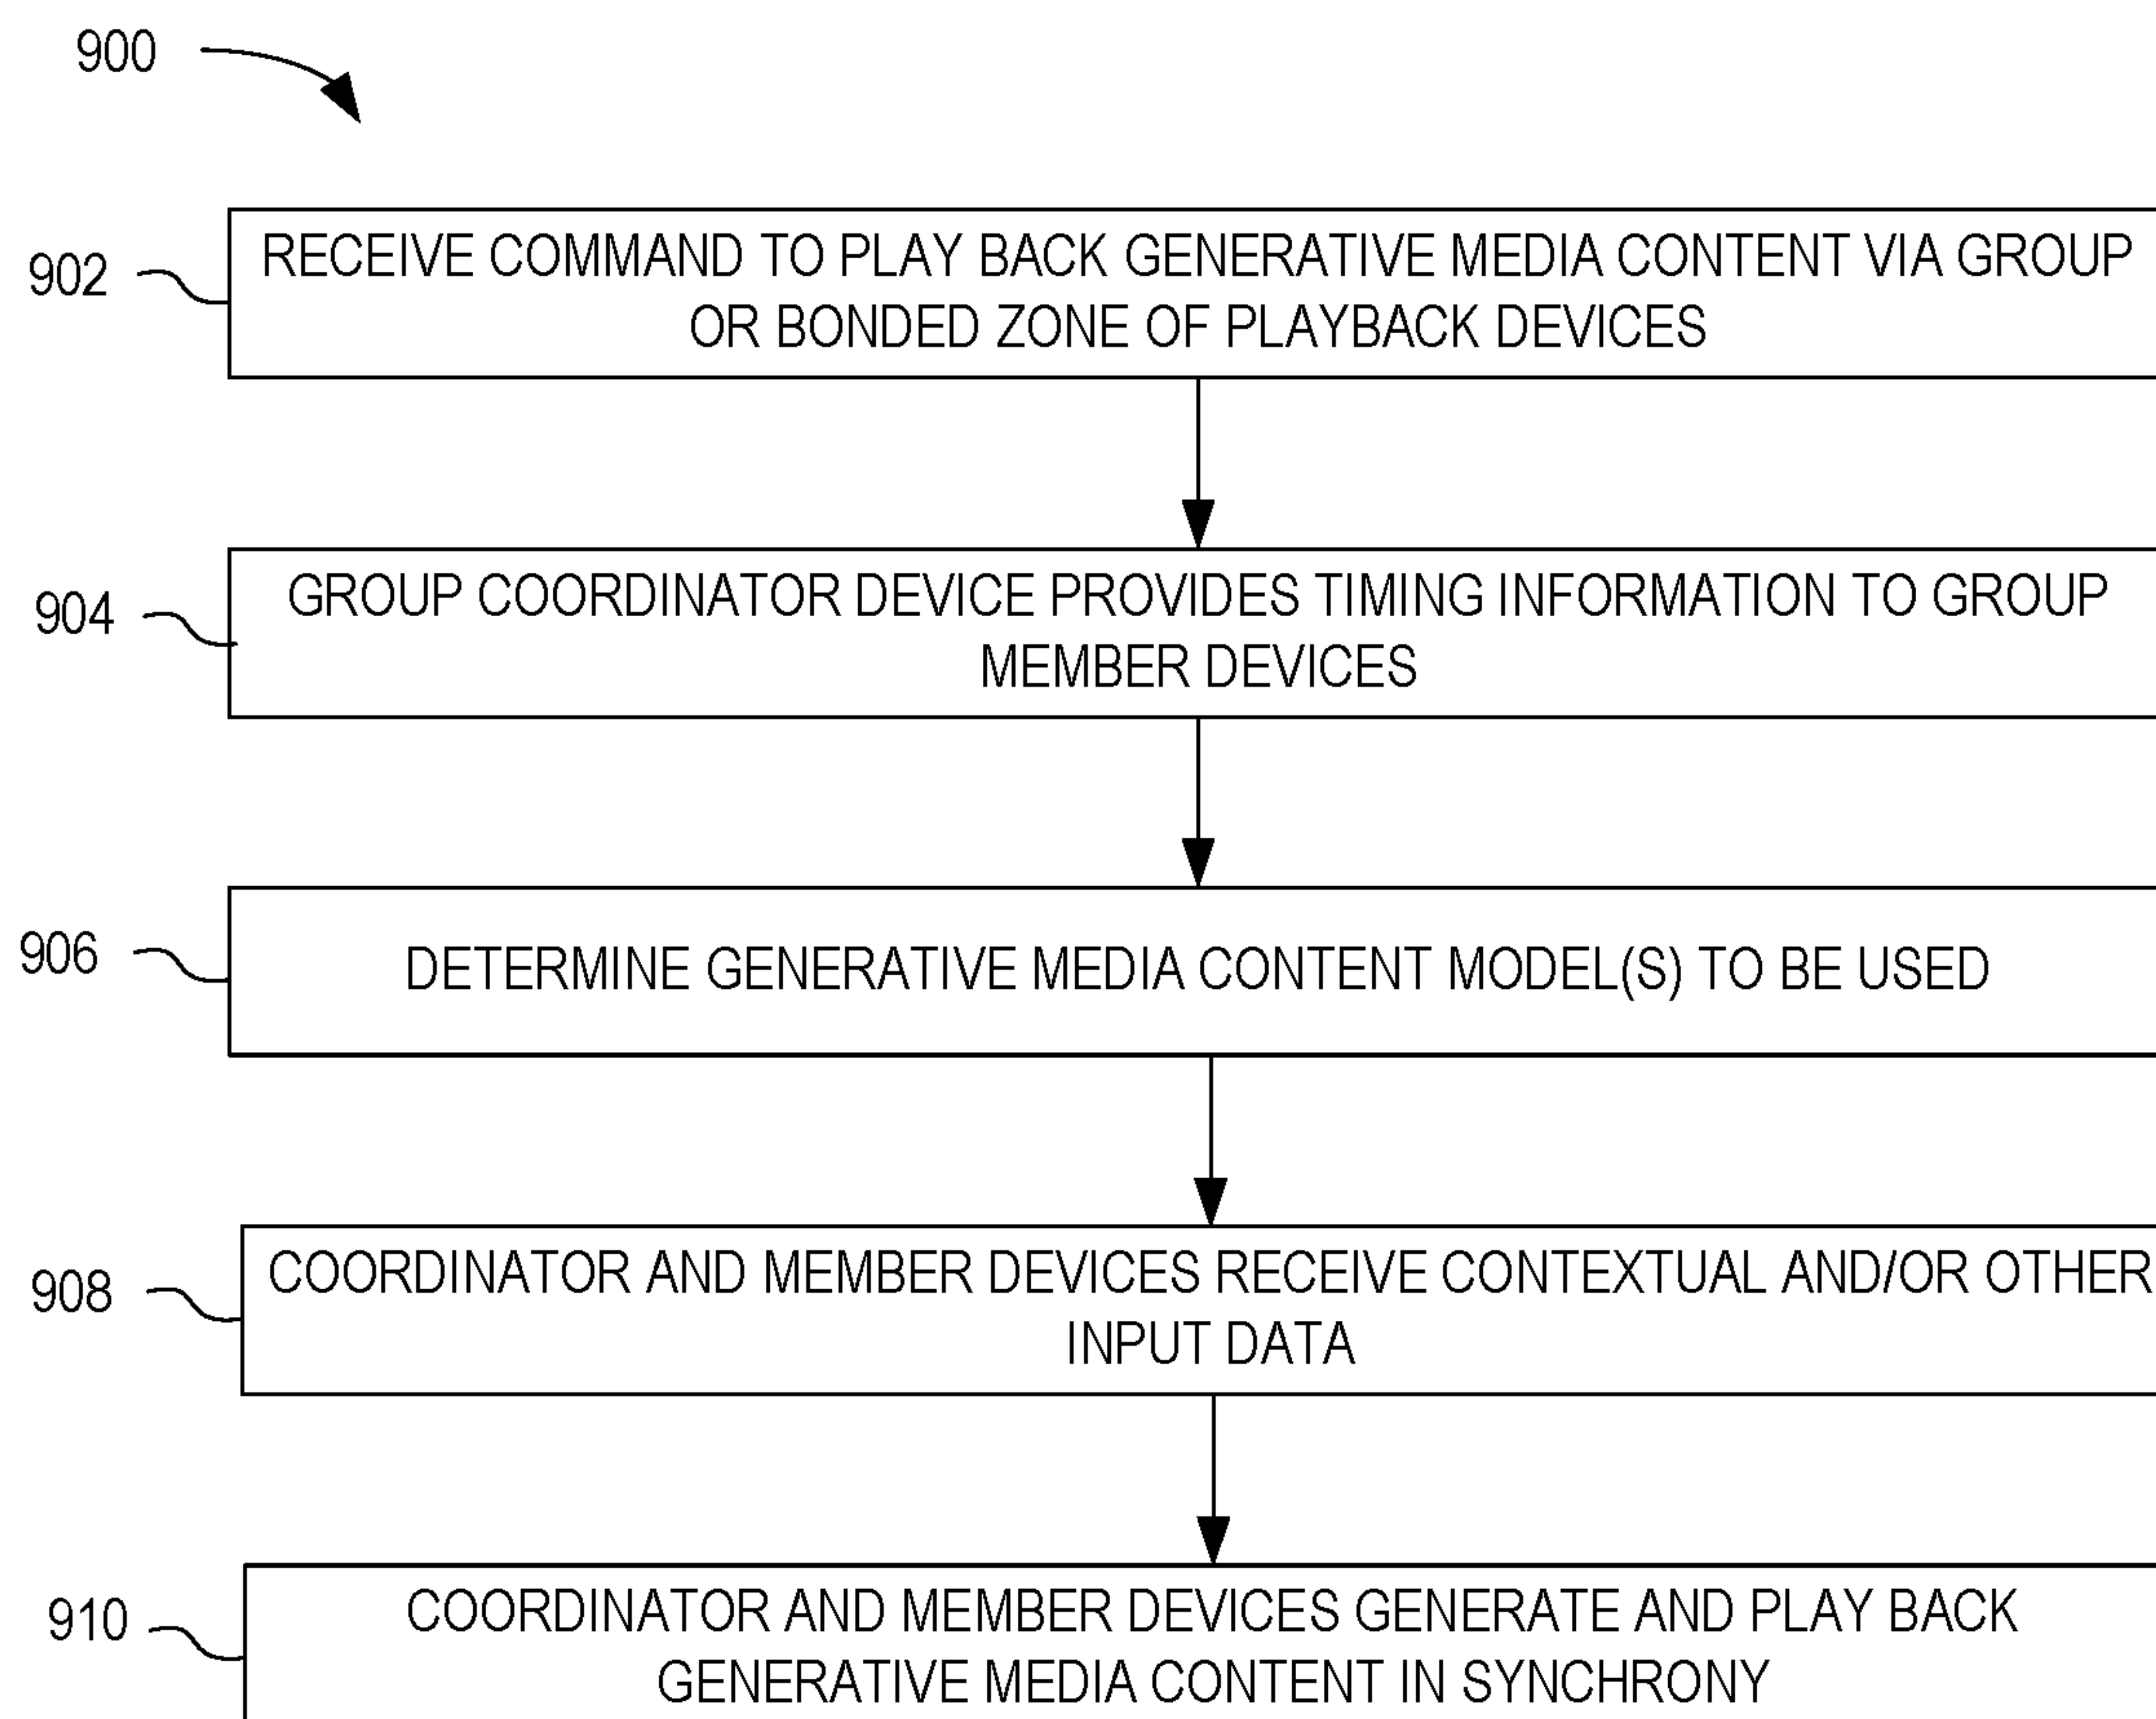 900
902
RECEIVE COMMAND TO PLAY BACK GENERATIVE MEDIA CONTENT VIA GROUP
OR BONDED ZONE OF PLAYBACK DEVICES
904
GROUP COORDINATOR DEVICE PROVIDES TIMING INFORMATION TO GROUP
MEMBER DEVICES
906
DETERMINE GENERATIVE MEDIA CONTENT MODEL(S) TO BE USED
908
COORDINATOR AND MEMBER DEVICES RECEIVE CONTEXTUAL AND/OR OTHER
INPUT DATA
910
COORDINATOR AND MEMBER DEVICES GENERATE AND PLAY BACK
GENERATIVE MEDIA CONTENT IN SYNCHRONY